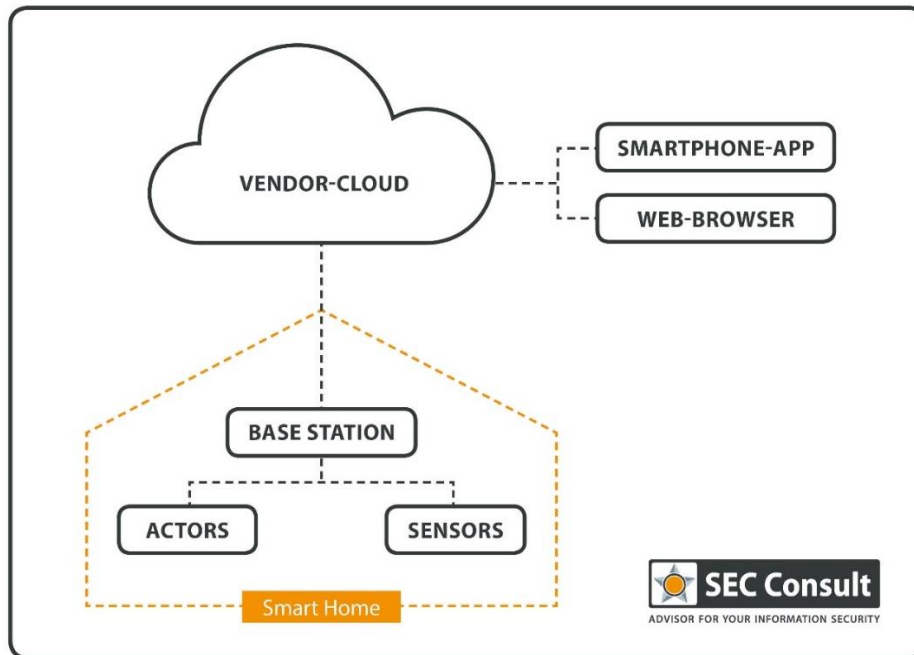 VENDOR-CLOUD
SMARTPHONE-APP
WEB-BROWSER
BASE STATION
ACTORS
SENSORS
Smart Home
SEC Consult
ADVISOR FOR YOUR INFORMATION SECURITY